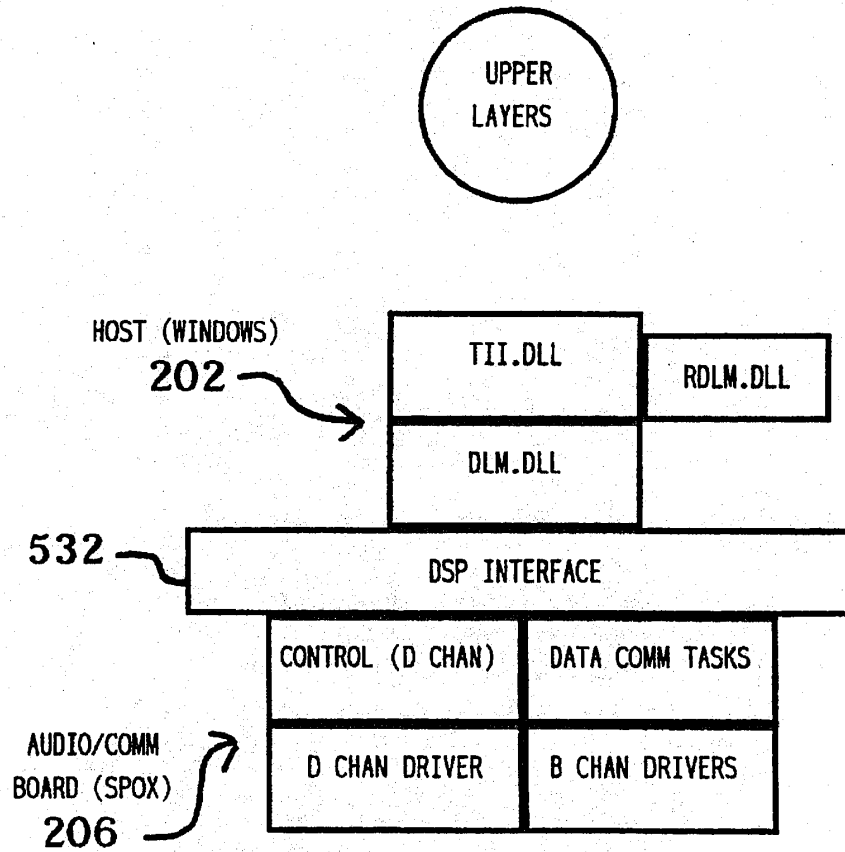 UPPER
LAYERS
HOST (WINDOWS)
202
TII.DLL
RDLM.DLL
DLM.DLL
532
DSP INTERFACE
CONTROL (D CHAN)
DATA COMM TASKS
AUDIO/COMM
BOARD (SPOX)
206
D CHAN DRIVER
B CHAN DRIVERS